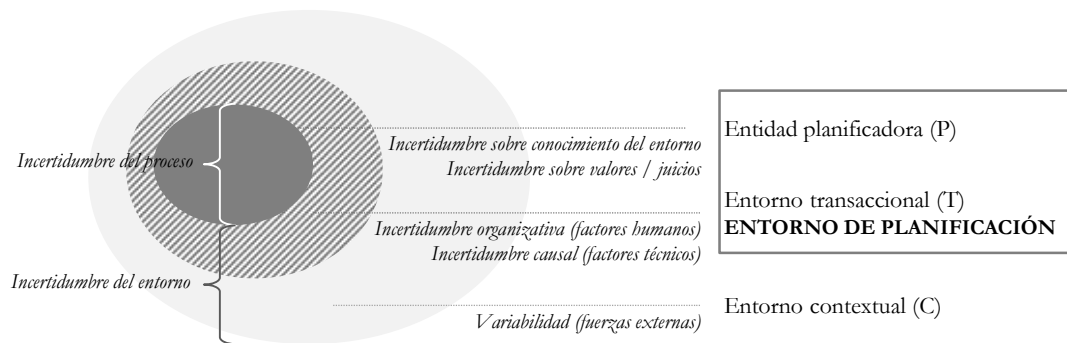 Incertidumbre del proceso
Incertidumbre del entorno
Incertidumbre sobre conocimiento del entorno
Incertidumbre sobre valores / juicios
Incertidumbre organizativa (factores humanos)
Incertidumbre causal (factores técnicos)
Variabilidad (fuerzas externas)
Entidad planificadora (P)
Entorno transaccional (T)
ENTORNO DE PLANIFICACIÓN
Entorno contextual (C)